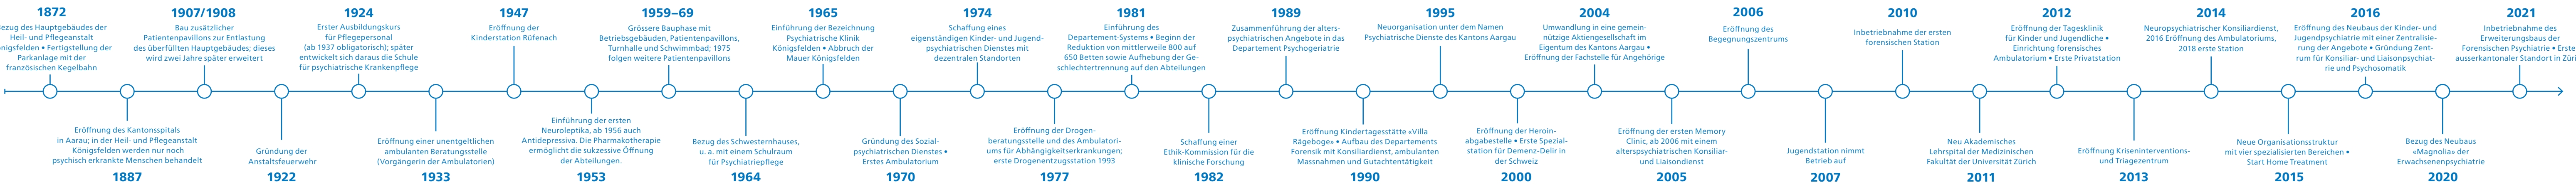 1872
ezug des Hauptgebäudes der
Heil- und Pflegeanstalt
nigsfelden • Fertigstellung der
Parkanlage mit der
französischen Kegelbahn
Eröffnung des Kantonsspitals
in Aarau; in der Heil- und Pflegeanstalt
Königsfelden werden nur noch
psychisch erkrankte Menschen behandelt
1887
1907/1908
Bau zusätzlicher
Patientenpavillons zur Entlastung
des überfüllten Hauptgebäudes; dieses
wird zwei Jahre später erweitert
Gründung der
Anstaltsfeuerwehr
1922
1924
Erster Ausbildungskurs
für Pflegepersonal
(ab 1937 obligatorisch); später
entwickelt sich daraus die Schule
für psychiatrische Krankenpflege
Eröffnung einer unentgeltlichen
ambulanten Beratungsstelle
(Vorgängerin der Ambulatorien)
1933
1947
Eröffnung der
Kinderstation Rüfenach
Einführung der ersten
Neuroleptika, ab 1956 auch
Antidepressiva. Die Pharmakotherapie
ermöglicht die sukzessive Öffnung
der Abteilungen.
1953
1959–69
Grössere Bauphase mit
Betriebsgebäuden, Patientenpavillons,
Turnhalle und Schwimmbad; 1975
folgen weitere Patientenpavillons
Bezug des Schwesternhauses,
u. a. mit einem Schulraum
für Psychiatriepflege
1964
1965
Einführung der Bezeichnung
Psychiatrische Klinik
Königsfelden • Abbruch der
Mauer Königsfelden
Gründung des Sozial-
psychiatrischen Dienstes •
Erstes Ambulatorium
1970
1974
Schaffung eines
eigenständigen Kinder- und Jugend-
psychiatrischen Dienstes mit
dezentralen Standorten
Eröffnung der Drogen-
beratungsstelle und des Ambulatori-
ums für Abhängigkeitserkrankungen;
erste Drogenentzugsstation 1993
1977
1981
Einführung des
Departement-Systems • Beginn der
Reduktion von mittlerweile 800 auf
650 Betten sowie Aufhebung der Ge-
schlechtertrennung auf den Abteilungen
Schaffung einer
Ethik-Kommission für die
klinische Forschung
1982
1989
Zusammenführung der alters-
psychiatrischen Angebote in das
Departement Psychogeriatrie
Eröffnung Kindertagesstätte «Villa
Rägeboge» • Aufbau des Departements
Forensik mit Konsiliardienst, ambulanten
Massnahmen und Gutachtentätigkeit
1990
1995
Neuorganisation unter dem Namen
Psychiatrische Dienste des Kantons Aargau
Eröffnung der Heroin-
abgabestelle • Erste Spezial-
station für Demenz-Delir in
der Schweiz
2000
2004
Umwandlung in eine gemein-
nützige Aktiengesellschaft im
Eigentum des Kantons Aargau •
Eröffnung der Fachstelle für Angehörige
Eröffnung der ersten Memory
Clinic, ab 2006 mit einem
alterspsychiatrischen Konsiliar-
und Liaisondienst
2005
2006
Eröffnung des
Begegnungszentrums
Jugendstation nimmt
Betrieb auf
2007
2010
Inbetriebnahme der ersten
forensischen Station
Neu Akademisches
Lehrspital der Medizinischen
Fakultät der Universität Zürich
2011
2012
Eröffnung der Tagesklinik
für Kinder und Jugendliche •
Einrichtung forensisches
Ambulatorium • Erste Privatstation
Eröffnung Kriseninterventions-
und Triagezentrum
2013
2014
Neuropsychiatrischer Konsiliardienst,
2016 Eröffnung des Ambulatoriums,
2018 erste Station
Neue Organisationsstruktur
mit vier spezialisierten Bereichen •
Start Home Treatment
2015
2016
Eröffnung des Neubaus der Kinder- und
Jugendpsychiatrie mit einer Zentralisie-
rung der Angebote • Gründung Zent-
rum für Konsiliar- und Liaisonpsychiat-
rie und Psychosomatik
Bezug des Neubaus
«Magnolia» der
Erwachsenenpsychiatrie
2020
2021
Inbetriebnahme des
Erweiterungsbaus der
Forensischen Psychiatrie • Erste
ausserkantonaler Standort in Züri